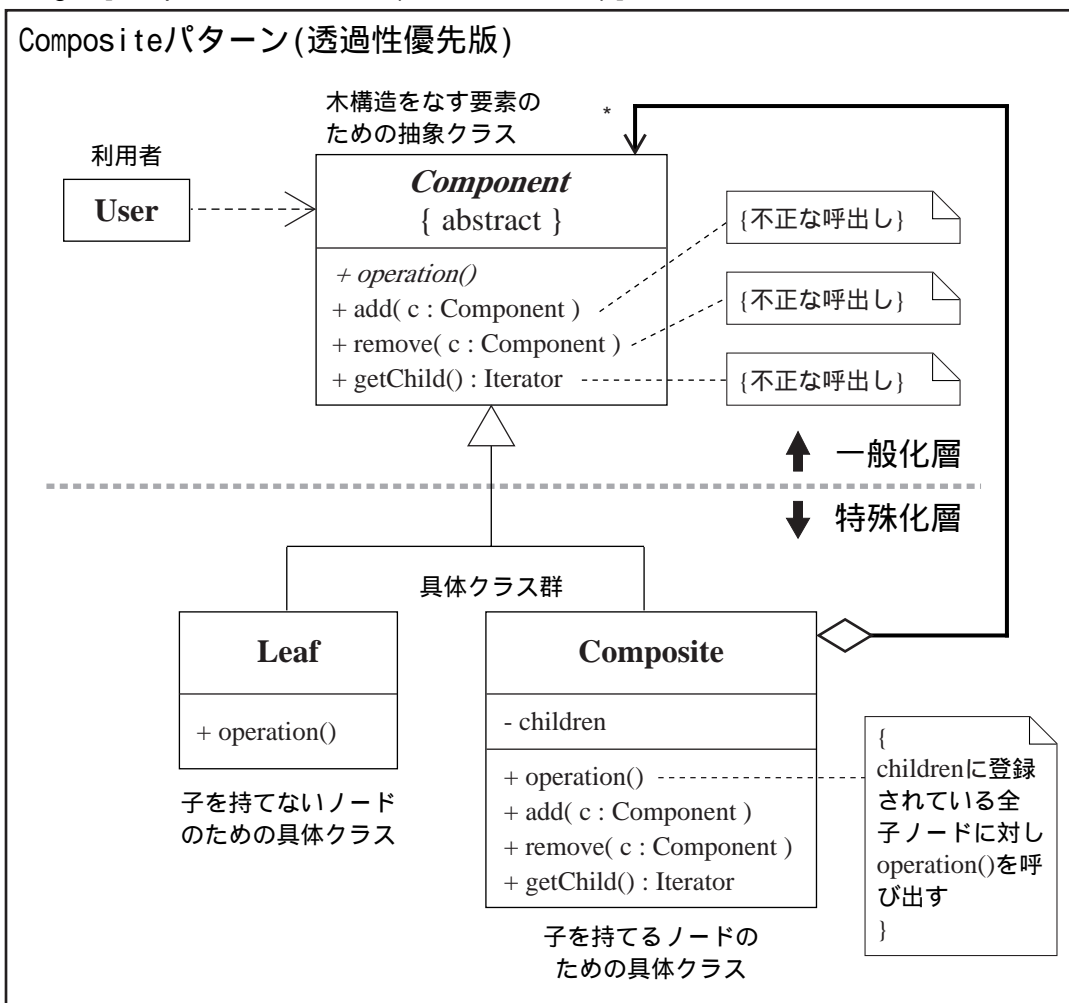 Compositeパターン(透過性優先版)
木構造をなす要素の
ための抽象クラス
*
利用者
User
Component
{ abstract }
+ operation()
+ add( c : Component )
+ remove( c : Component )
+ getChild() : Iterator
{不正な呼出し}
{不正な呼出し}
{不正な呼出し}
一般化層
特殊化層
具体クラス群
Leaf
+ operation()
子を持てないノード
のための具体クラス
Composite
- children
+ operation()
+ add( c : Component )
+ remove( c : Component )
+ getChild() : Iterator
子を持てるノードの
ための具体クラス
{
childrenに登録
されている全
子ノードに対し
operation()を呼
び出す
}